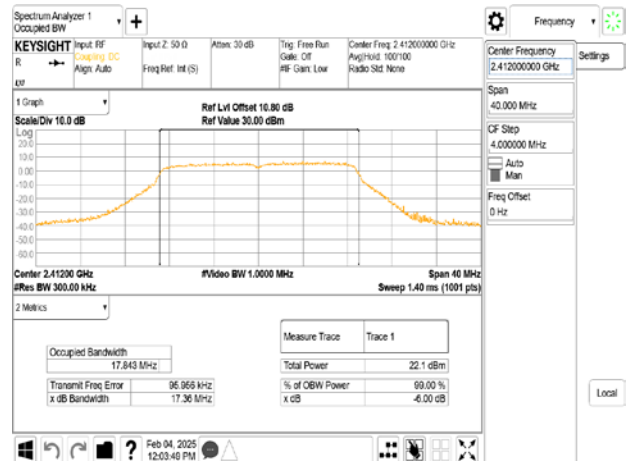 Spectrum Analyzer 1
Occupied BW
Frequency
KEYSIGHT
Input: RF
Input Z: 50 Ω
Atten: 30 dB
Trig: Free Run
Center Freq: 2.412000000 GHz
R
Coupling: DC
Gate: Off
Avg|Hold: 100/100
Align: Auto
Freq Ref: Int (S)
#IF Gain: Low
Radio Std: None
Center Frequency
2.412000000 GHz
Settings
Span
40.000 MHz
CF Step
4.000000 MHz
Auto
Man
Freq Offset
0 Hz
1 Graph
Ref Lvl Offset 10.80 dB
Scale/Div 10.0 dB
Ref Value 30.00 dBm
Log
20.0
10.0
0.00
-10.0
-20.0
-30.0
-40.0
-50.0
-60.0
Center 2.41200 GHz
#Video BW 1.0000 MHz
Span 40 MHz
#Res BW 300.00 kHz
Sweep 1.40 ms (1001 pts)
2 Metrics
Measure Trace
Trace 1
Occupied Bandwidth
17.843 MHz
Total Power
22.1 dBm
Transmit Freq Error
95.956 kHz
% of OBW Power
99.00 %
x dB Bandwidth
17.36 MHz
x dB
-6.00 dB
Local
Feb 04, 2025
12:03:49 PM